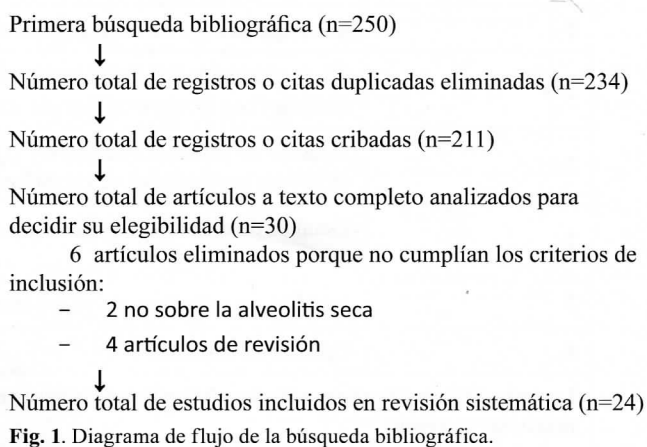 Primera búsqueda bibliográfica (n=250)
↓
Número total de registros o citas duplicadas eliminadas (n=234)
↓
Número total de registros o citas cribadas (n=211)
↓
Número total de artículos a texto completo analizados para
decidir su elegibilidad (n=30)
6 artículos eliminados porque no cumplían los criterios de
inclusión:
– 2 no sobre la alveolitis seca
– 4 artículos de revisión
↓
Número total de estudios incluidos en revisión sistemática (n=24)
Fig. 1. Diagrama de flujo de la búsqueda bibliográfica.